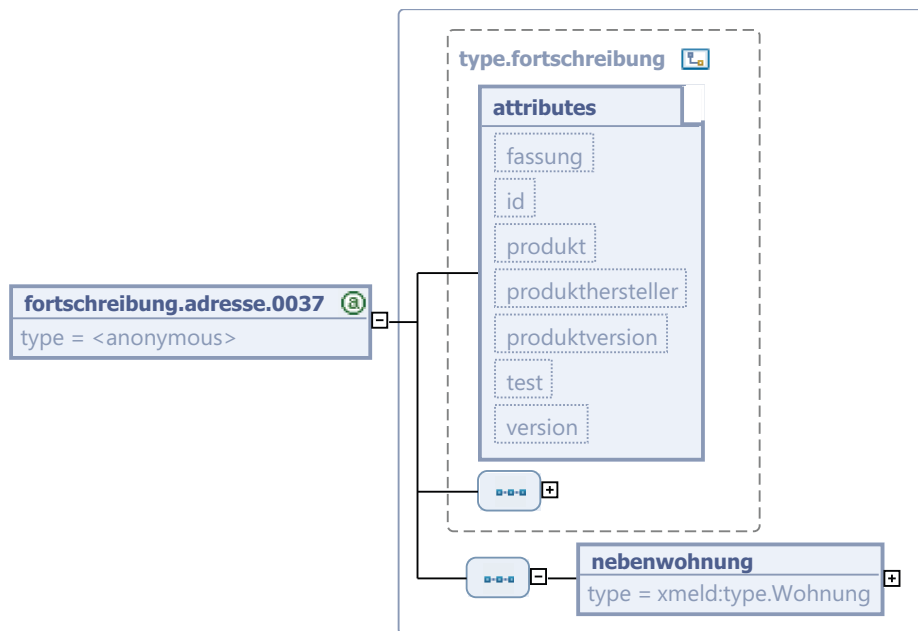 type.fortschreibung
attributes
fassung
id
produkt
produkthersteller
produktversion
test
version
fortschreibung.adresse.0037 @
type = <anonymous>
nebenwohnung
type = xmeld:type.Wohnung